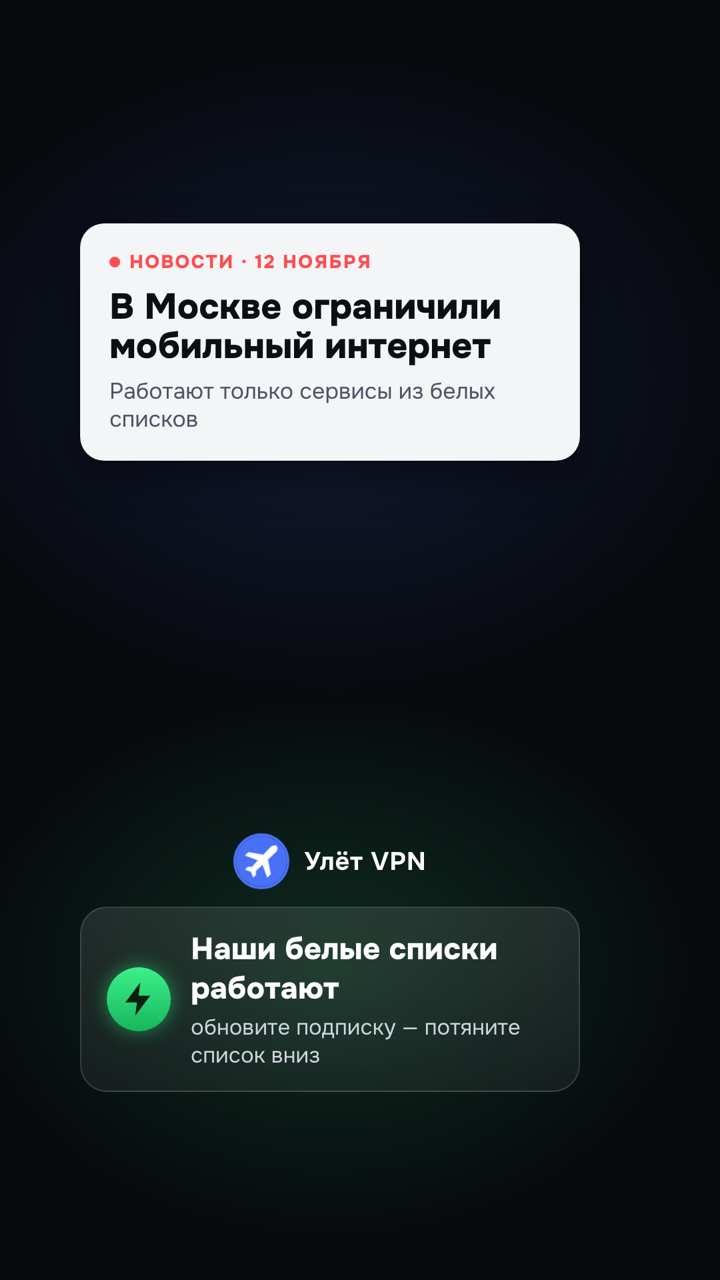 НОВОСТИ · 12 НОЯБРЯ
В Москве ограничили
мобильный интернет
Работают только сервисы из белых
списков
Улёт VPN
Наши белые списки
работают
обновите подписку — потяните
список вниз